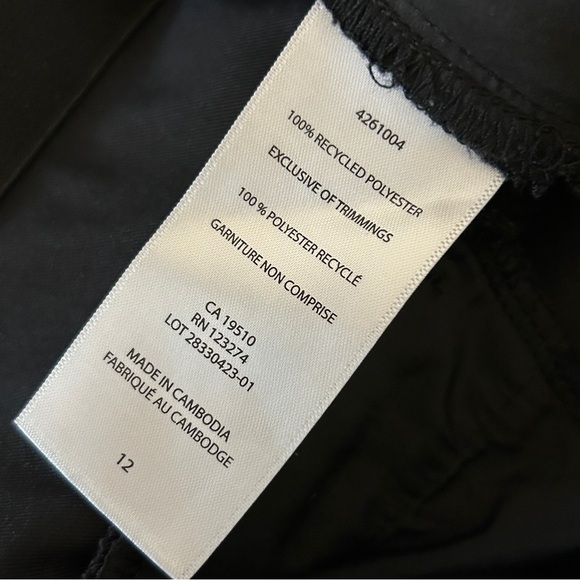 4261004
100% RECYCLED POLYESTER
EXCLUSIVE OF TRIMMINGS
100 % POLYESTER RECYCLÉ
GARNITURE NON COMPRISE
CA 19510
RN 123274
LOT 28330423-01
MADE IN CAMBODIA
FABRIQUÉ AU CAMBODGE
12